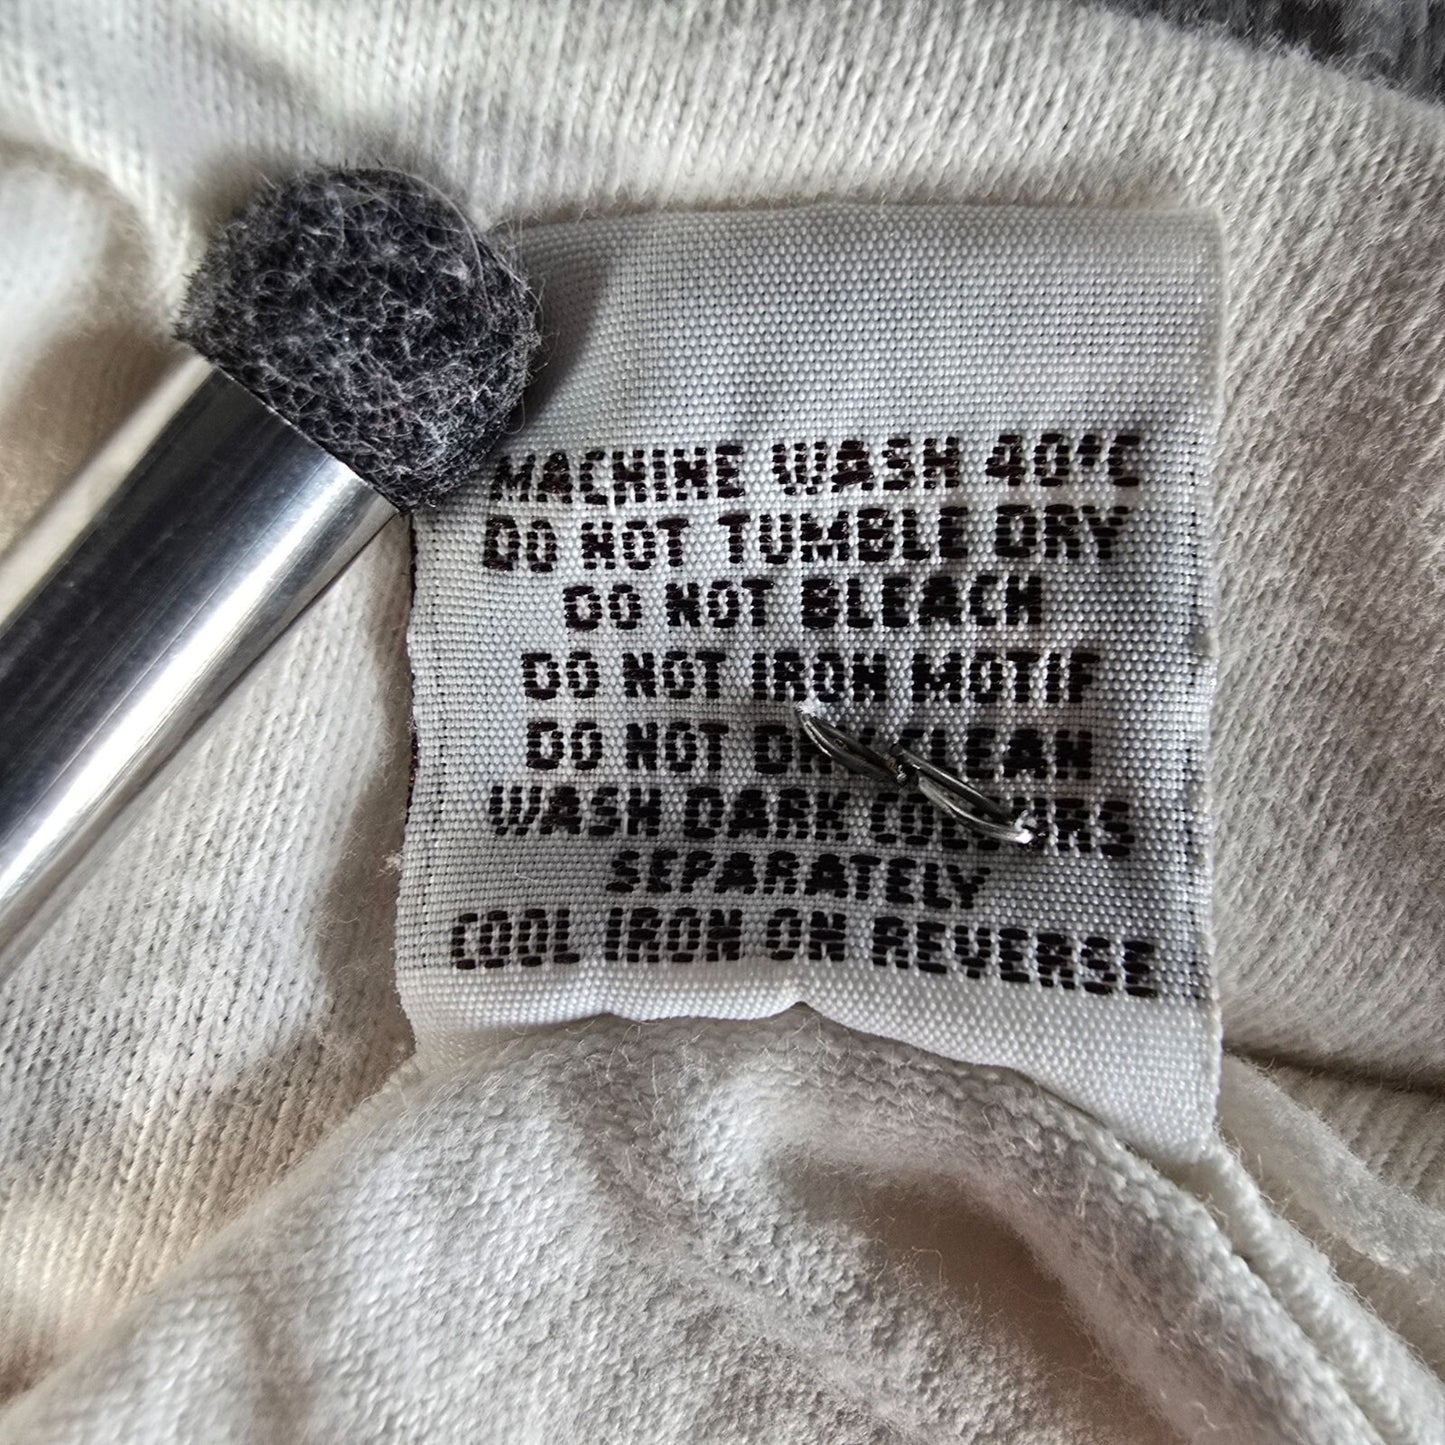 MACHINE WASH 40°C
DO NOT TUMBLE DRY
DO NOT BLEACH
DO NOT IRON MOTIF
DO NOT DRY CLEAN
WASH DARK COLOURS
SEPARATELY
COOL IRON ON REVERSE